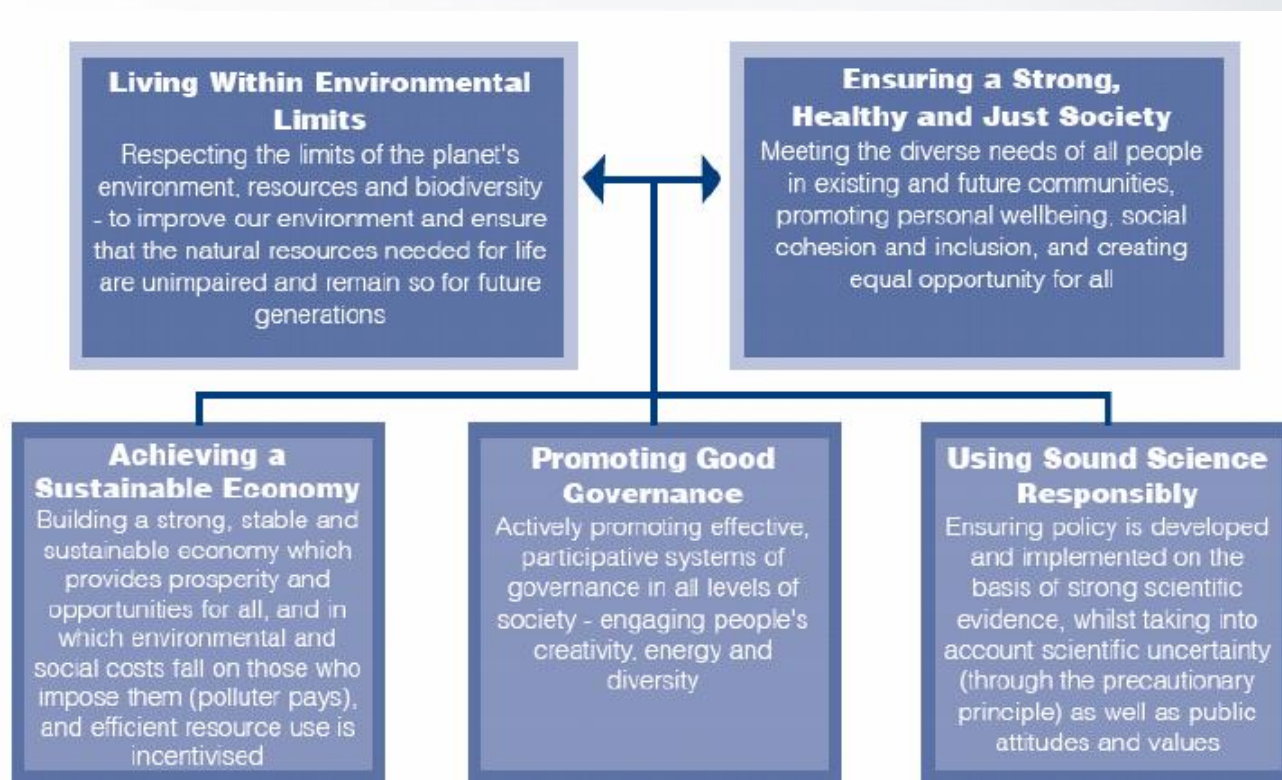 Living Within Environmental
Limits
Respecting the limits of the planet's
environment, resources and biodiversity
- to improve our environment and ensure
that the natural resources needed for life
are unimpaired and remain so for future
generations
Ensuring a Strong,
Healthy and Just Society
Meeting the diverse needs of all people
in existing and future communities,
promoting personal wellbeing, social
cohesion and inclusion, and creating
equal opportunity for all
Achieving a
Sustainable Economy
Building a strong, stable and
sustainable economy which
provides prosperity and
opportunities for all, and in
which environmental and
social costs fall on those who
impose them (polluter pays),
and efficient resource use is
incentivised
Promoting Good
Governance
Actively promoting effective,
participative systems of
governance in all levels of
society - engaging people's
creativity, energy and
diversity
Using Sound Science
Responsibly
Ensuring policy is developed
and implemented on the
basis of strong scientific
evidence, whilst taking into
account scientific uncertainty
(through the precautionary
principle) as well as public
attitudes and values